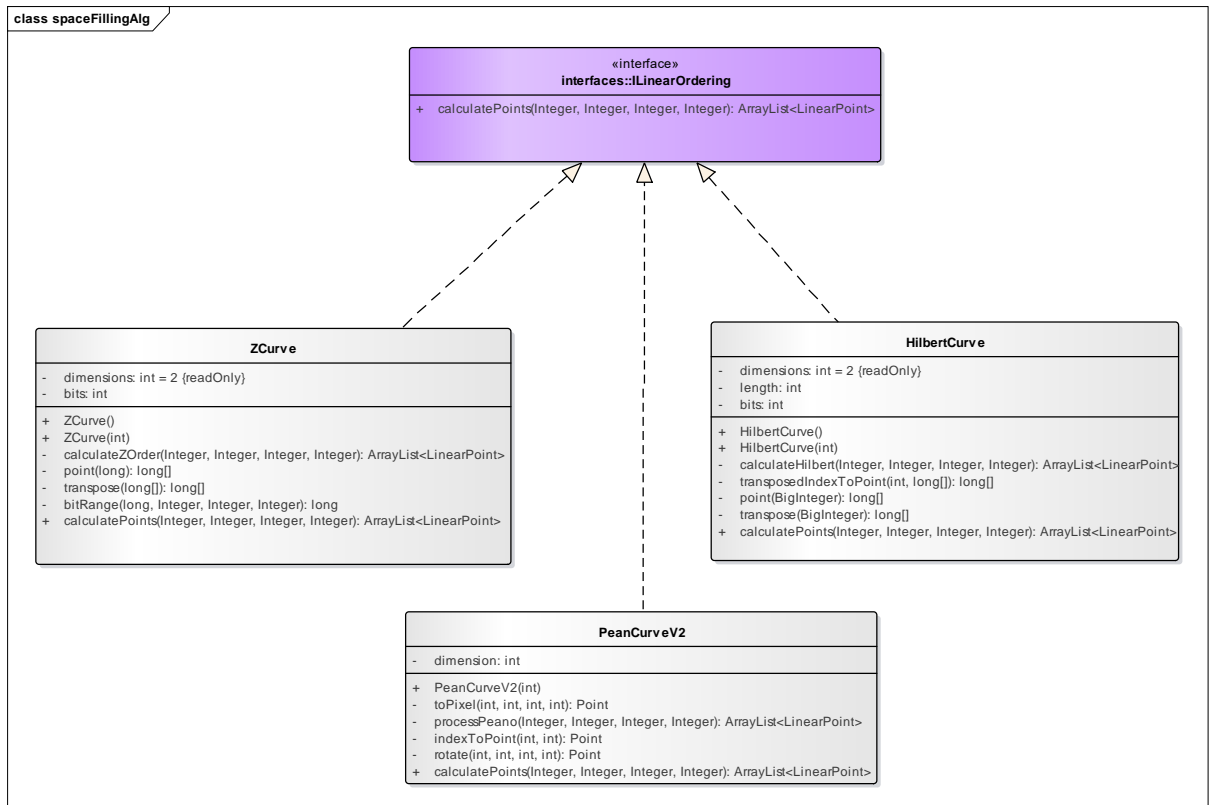 class spaceFillingAlg
«interface»
interfaces::ILinearOrdering
+ calculatePoints(Integer, Integer, Integer, Integer): ArrayList<LinearPoint>
ZCurve
- dimensions: int = 2 {readOnly}
- bits: int
+ ZCurve()
+ ZCurve(int)
- calculateZOrder(Integer, Integer, Integer, Integer): ArrayList<LinearPoint>
- point(long): long[]
- transpose(long[]): long[]
- bitRange(long, Integer, Integer, Integer): long
+ calculatePoints(Integer, Integer, Integer, Integer): ArrayList<LinearPoint>
HilbertCurve
- dimensions: int = 2 {readOnly}
- length: int
- bits: int
+ HilbertCurve()
+ HilbertCurve(int)
- calculateHilbert(Integer, Integer, Integer, Integer): ArrayList<LinearPoint>
- transposedIndexToPoint(int, long[]): long[]
- point(BigInteger): long[]
- transpose(BigInteger): long[]
+ calculatePoints(Integer, Integer, Integer, Integer): ArrayList<LinearPoint>
PeanCurveV2
- dimension: int
+ PeanCurveV2(int)
- toPixel(int, int, int, int): Point
- processPeano(Integer, Integer, Integer, Integer): ArrayList<LinearPoint>
- indexToPoint(int, int): Point
- rotate(int, int, int, int): Point
+ calculatePoints(Integer, Integer, Integer, Integer): ArrayList<LinearPoint>